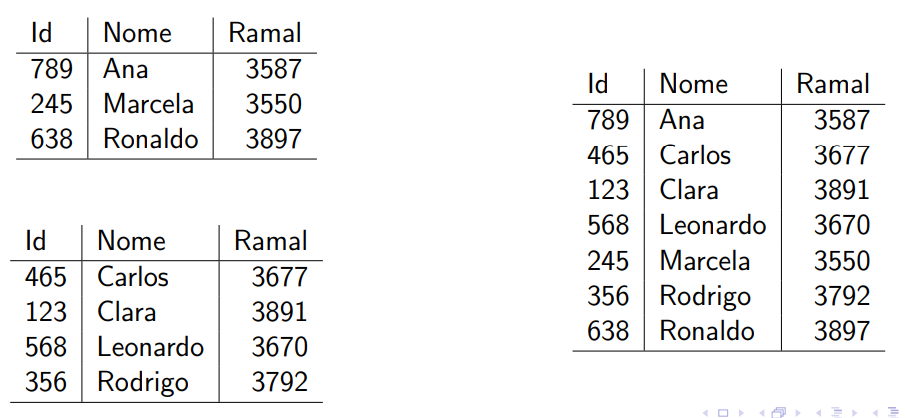 Id Nome Ramal
789 Ana 3587
245 Marcela 3550
638 Ronaldo 3897
Id Nome Ramal
465 Carlos 3677
123 Clara 3891
568 Leonardo 3670
356 Rodrigo 3792
Id Nome Ramal
789 Ana 3587
465 Carlos 3677
123 Clara 3891
568 Leonardo 3670
245 Marcela 3550
356 Rodrigo 3792
638 Ronaldo 3897